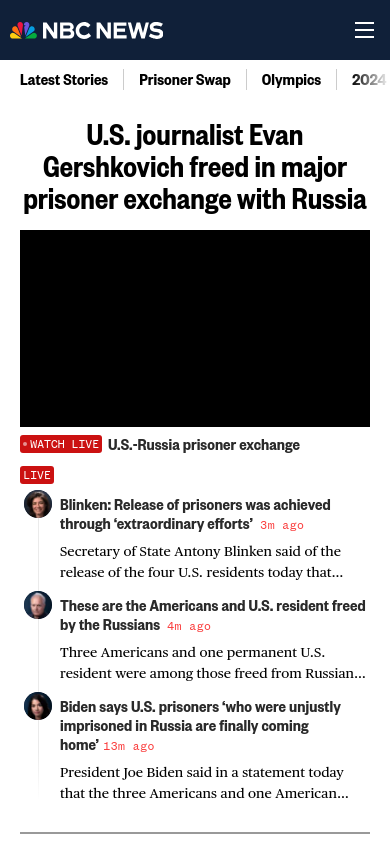 NBC NEWS
Latest Stories
Prisoner Swap
Olympics
2024
U.S. journalist Evan
Gershkovich freed in major
prisoner exchange with Russia
WATCH LIVE U.S.-Russia prisoner exchange
LIVE
Blinken: Release of prisoners was achieved
through ‘extraordinary efforts’ 3m ago
Secretary of State Antony Blinken said of the
release of the four U.S. residents today that...
These are the Americans and U.S. resident freed
by the Russians 4m ago
Three Americans and one permanent U.S.
resident were among those freed from Russian...
Biden says U.S. prisoners ‘who were unjustly
imprisoned in Russia are finally coming
home’ 13m ago
President Joe Biden said in a statement today
that the three Americans and one American...